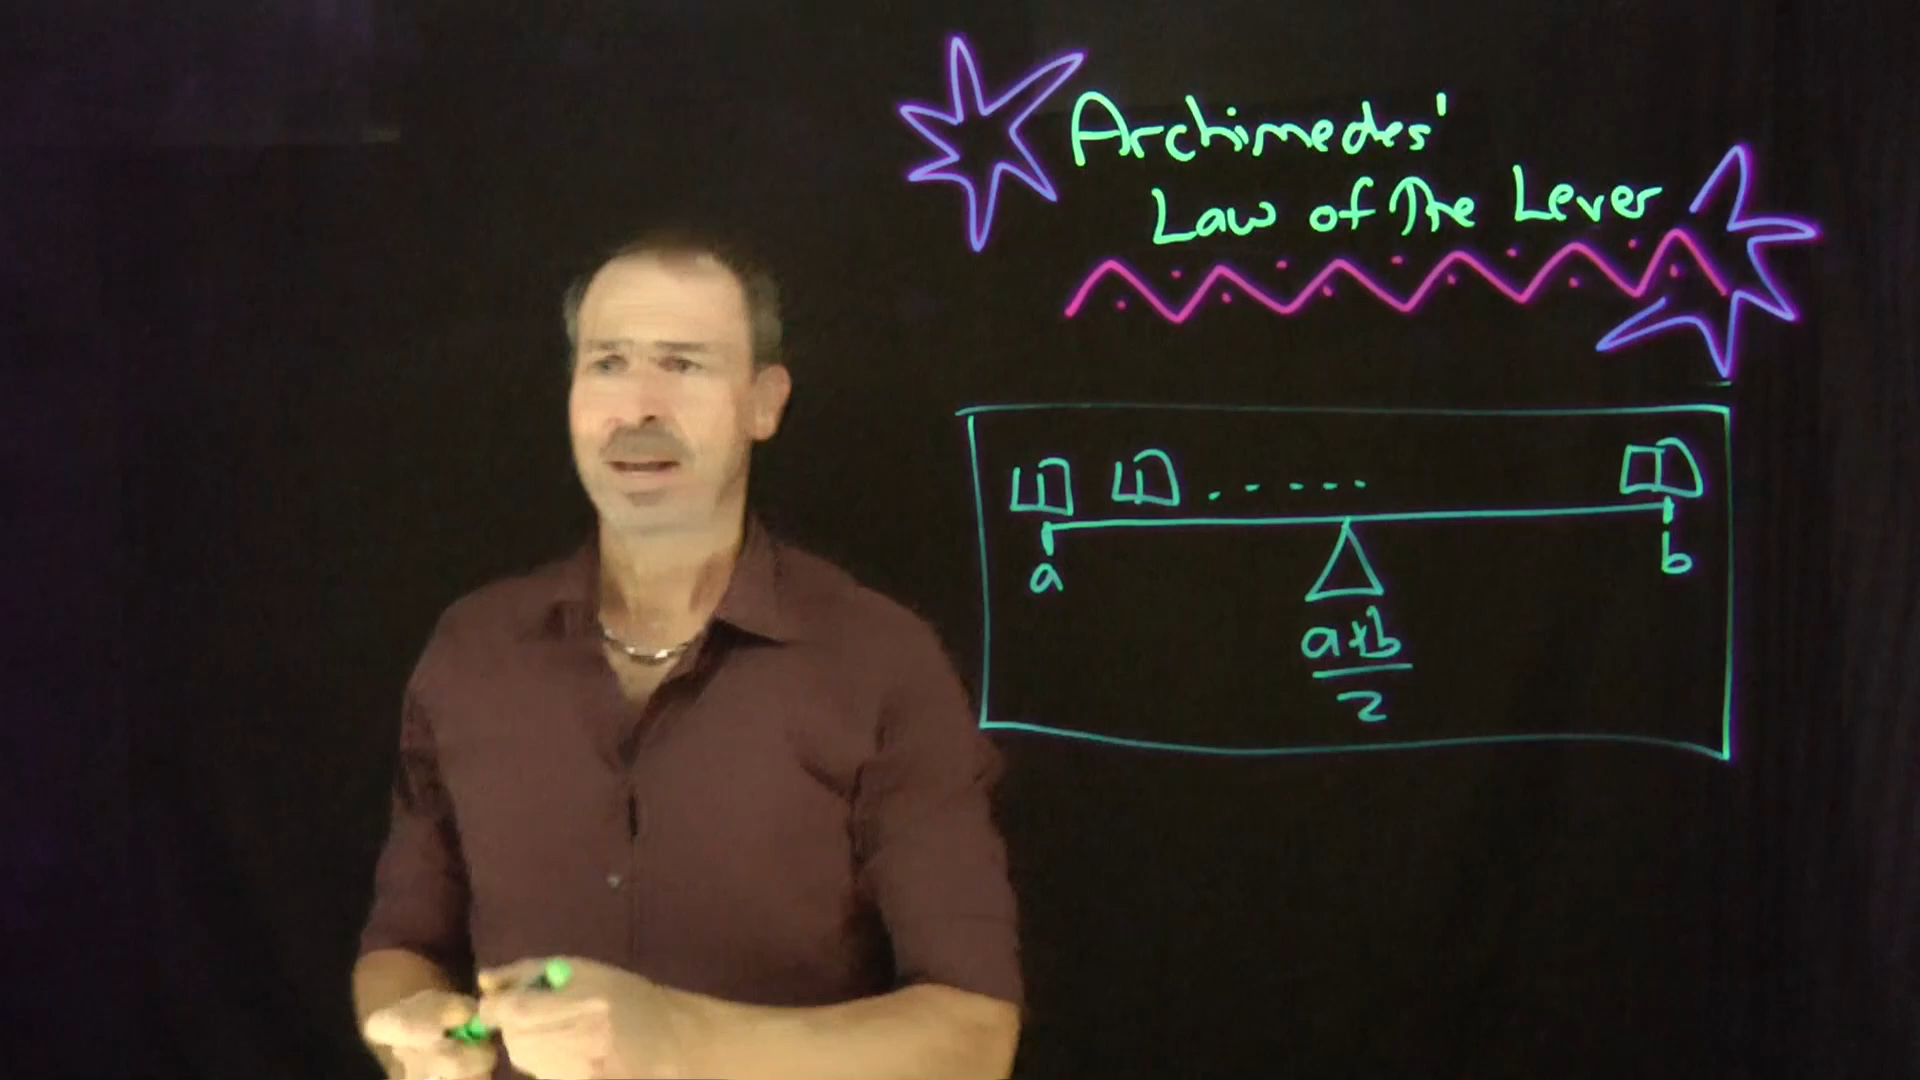 Archimedes'
Law of The Lever
a
b
a+b
2